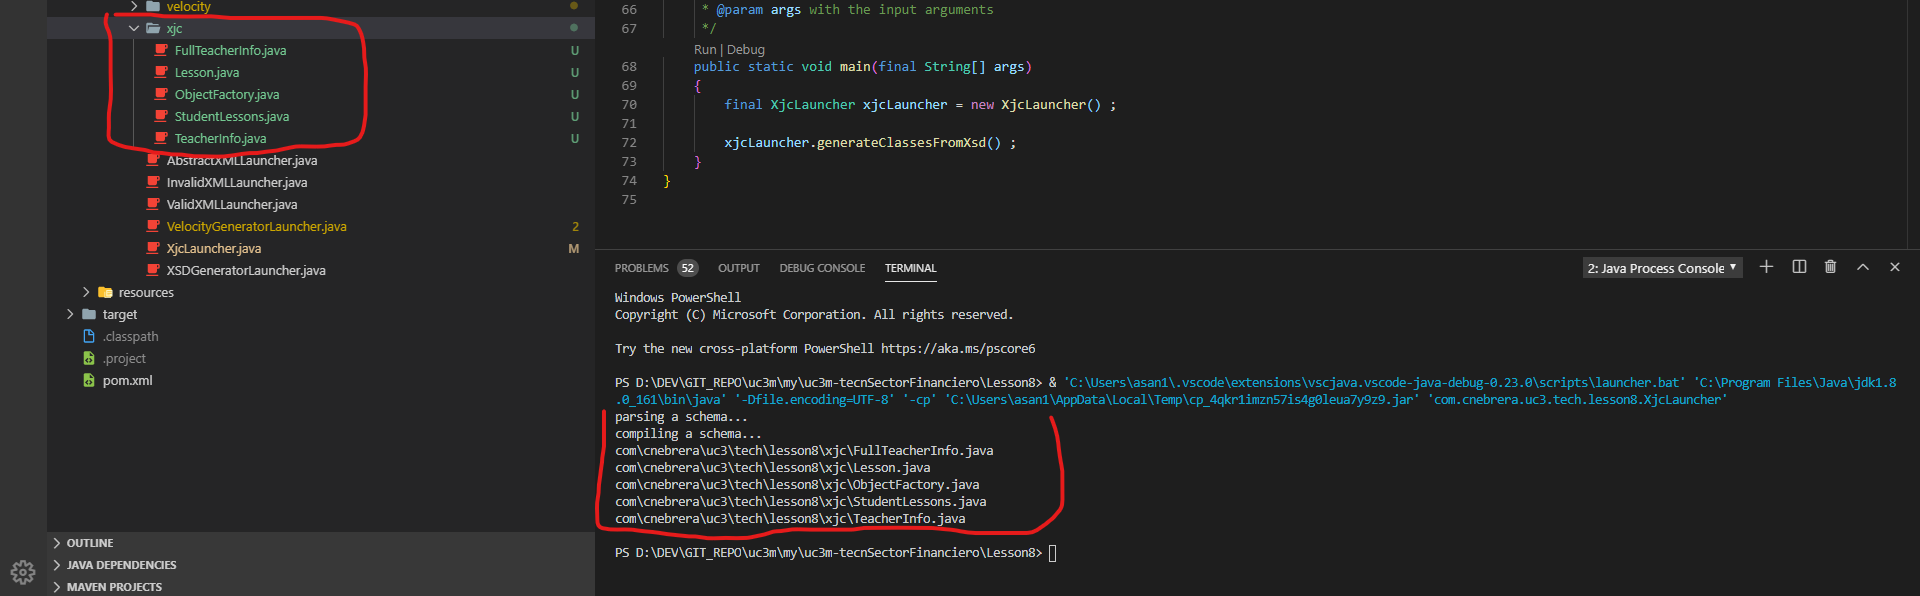 velocity
xjc
FullTeacherInfo.java U
Lesson.java U
ObjectFactory.java U
StudentLessons.java U
TeacherInfo.java U
AbstractXMLLauncher.java
InvalidXMLLauncher.java
ValidXMLLauncher.java
VelocityGeneratorLauncher.java 2
XjcLauncher.java M
XSDGeneratorLauncher.java
resources
target
.classpath
.project
pom.xml
OUTLINE
JAVA DEPENDENCIES
MAVEN PROJECTS
66 * @param args with the input arguments
67 */
Run | Debug
68 public static void main(final String[] args)
69 {
70 final XjcLauncher xjcLauncher = new XjcLauncher() ;
71
72 xjcLauncher.generateClassesFromXsd() ;
73 }
74 }
75
PROBLEMS 52 OUTPUT DEBUG CONSOLE TERMINAL 2: Java Process Console
Windows PowerShell
Copyright (C) Microsoft Corporation. All rights reserved.
Try the new cross-platform PowerShell https://aka.ms/pscore6
PS D:\DEV\GIT_REPO\uc3m\my\uc3m-tecnSectorFinanciero\Lesson8> & 'C:\Users\asan1\.vscode\extensions\vscjava.vscode-java-debug-0.23.0\scripts\launcher.bat' 'C:\Program Files\Java\jdk1.8
.0_161\bin\java' '-Dfile.encoding=UTF-8' '-cp' 'C:\Users\asan1\AppData\Local\Temp\cp_4qkr1imzn57is4g0leua7y9z9.jar' 'com.cnebrera.uc3.tech.lesson8.XjcLauncher'
parsing a schema...
compiling a schema...
com\cnebrera\uc3\tech\lesson8\xjc\FullTeacherInfo.java
com\cnebrera\uc3\tech\lesson8\xjc\Lesson.java
com\cnebrera\uc3\tech\lesson8\xjc\ObjectFactory.java
com\cnebrera\uc3\tech\lesson8\xjc\StudentLessons.java
com\cnebrera\uc3\tech\lesson8\xjc\TeacherInfo.java
PS D:\DEV\GIT_REPO\uc3m\my\uc3m-tecnSectorFinanciero\Lesson8>